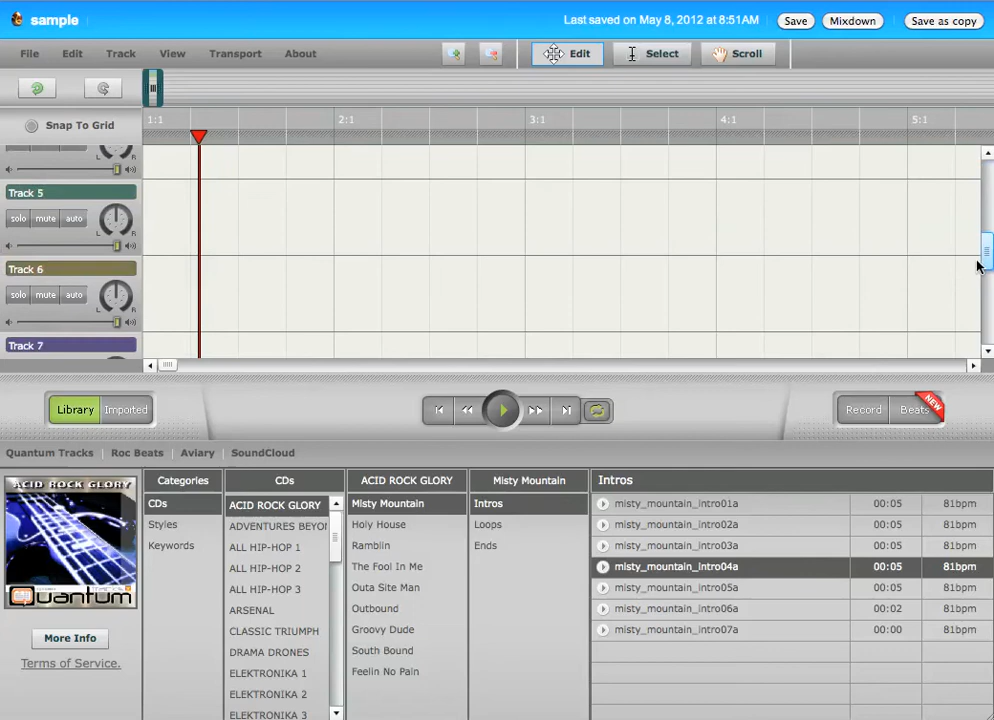 sample
Last saved on May 8, 2012 at 8:51AM
Save
Mixdown
Save as copy
File Edit Track View Transport About
Edit
Select
Scroll
Snap To Grid
1:1 2:1 3:1 4:1 5:1
L R
Track 5
solo mute auto
L R
Track 6
solo mute auto
L R
Track 7
Library Imported
Record Beats NEW
Quantum Tracks | Roc Beats | Aviary | SoundCloud
ACID ROCK GLORY
Quantum
More Info
Terms of Service.
Categories
CDs
Styles
Keywords
CDs
ACID ROCK GLORY
ADVENTURES BEYO
ALL HIP-HOP 1
ALL HIP-HOP 2
ALL HIP-HOP 3
ARSENAL
CLASSIC TRIUMPH
DRAMA DRONES
ELEKTRONIKA 1
ELEKTRONIKA 2
ELEKTRONIKA 3
ACID ROCK GLORY
Misty Mountain
Holy House
Ramblin
The Fool In Me
Outa Site Man
Outbound
Groovy Dude
South Bound
Feelin No Pain
Misty Mountain
Intros
Loops
Ends
Intros
misty_mountain_intro01a 00:05 81bpm
misty_mountain_intro02a 00:05 81bpm
misty_mountain_intro03a 00:05 81bpm
misty_mountain_intro04a 00:05 81bpm
misty_mountain_intro05a 00:05 81bpm
misty_mountain_intro06a 00:02 81bpm
misty_mountain_intro07a 00:00 81bpm